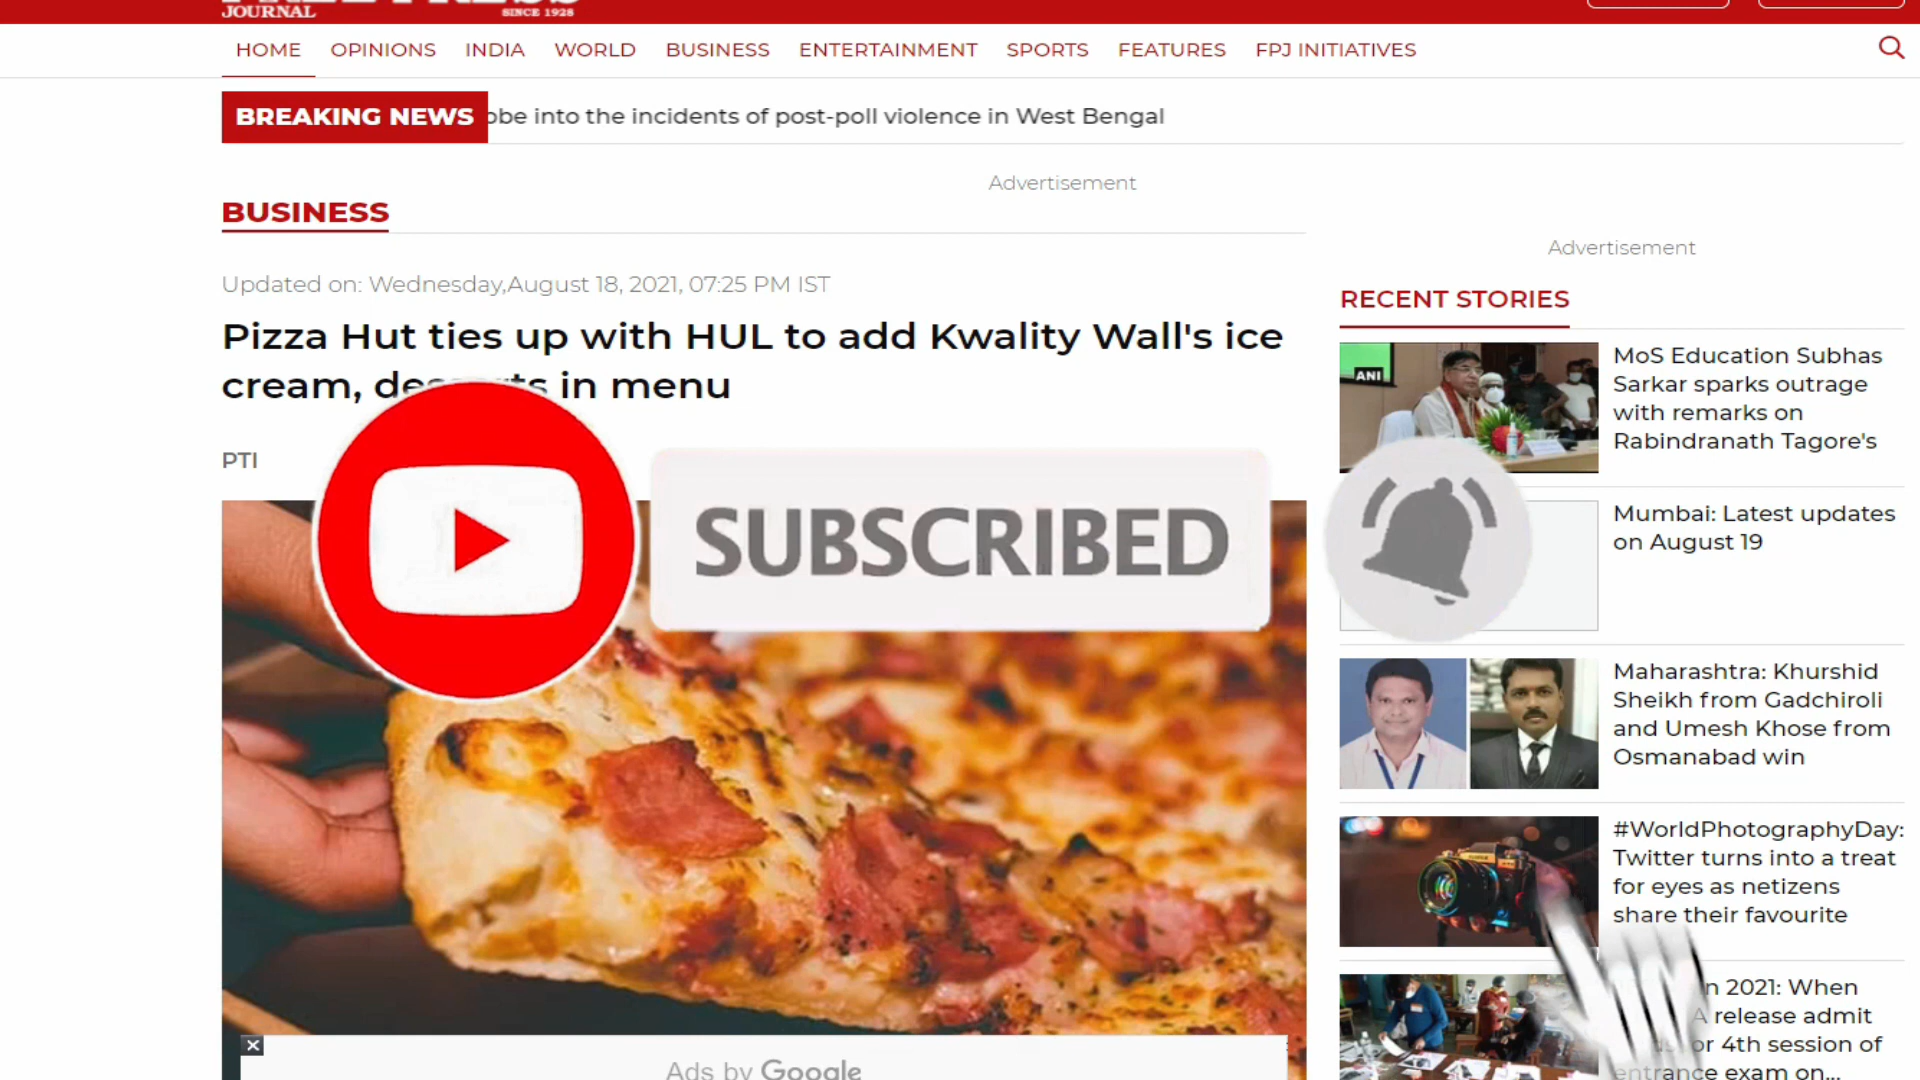 JOURNAL
SINCE 1928
HOME OPINIONS INDIA WORLD BUSINESS ENTERTAINMENT SPORTS FEATURES FPJ INITIATIVES
BREAKING NEWS
obe into the incidents of post-poll violence in West Bengal
Advertisement
BUSINESS
Updated on: Wednesday,August 18, 2021, 07:25 PM IST
Pizza Hut ties up with HUL to add Kwality Wall's ice
cream, desserts in menu
PTI
SUBSCRIBED
Ads by Google
Advertisement
RECENT STORIES
ANI
MoS Education Subhas
Sarkar sparks outrage
with remarks on
Rabindranath Tagore's
Mumbai: Latest updates
on August 19
Maharashtra: Khurshid
Sheikh from Gadchiroli
and Umesh Khose from
Osmanabad win
#WorldPhotographyDay:
Twitter turns into a treat
for eyes as netizens
share their favourite
n 2021: When
A release admit
or 4th session of
entrance exam on...